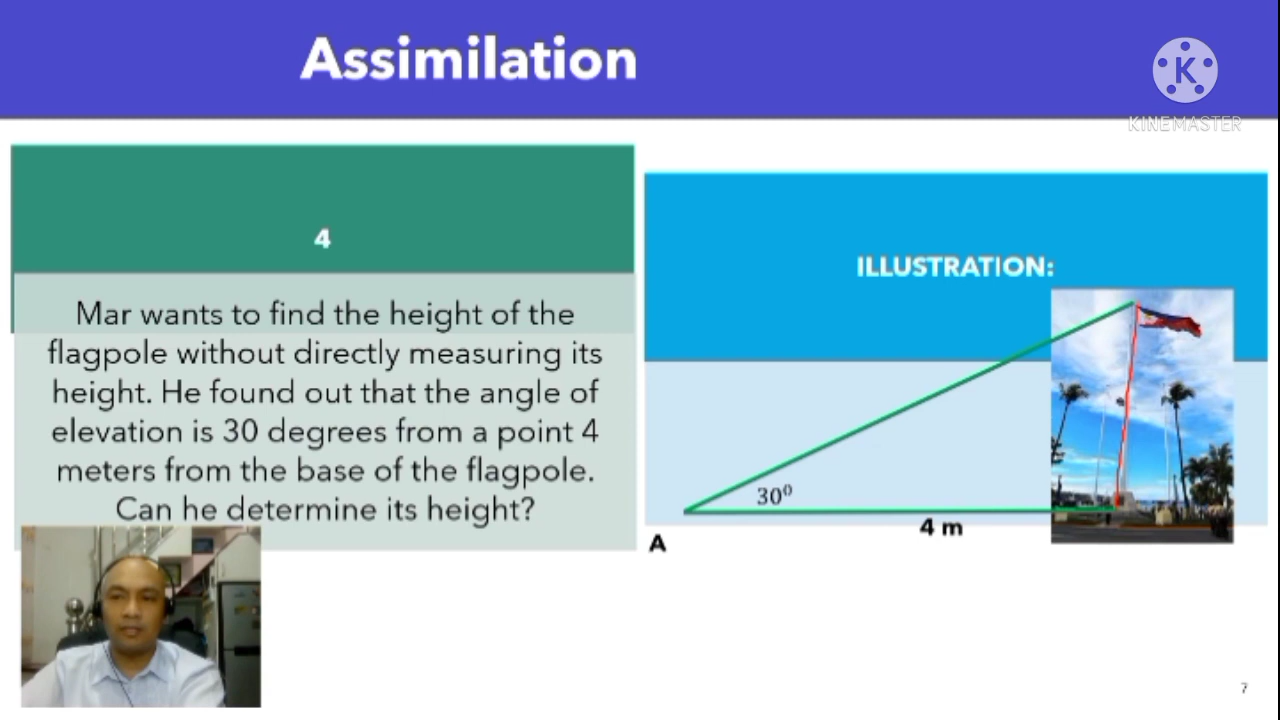 Assimilation
K
KINEMASTER
4
Mar wants to find the height of the
flagpole without directly measuring its
height. He found out that the angle of
elevation is 30 degrees from a point 4
meters from the base of the flagpole.
Can he determine its height?
ILLUSTRATION:
30⁰
4 m
A
7